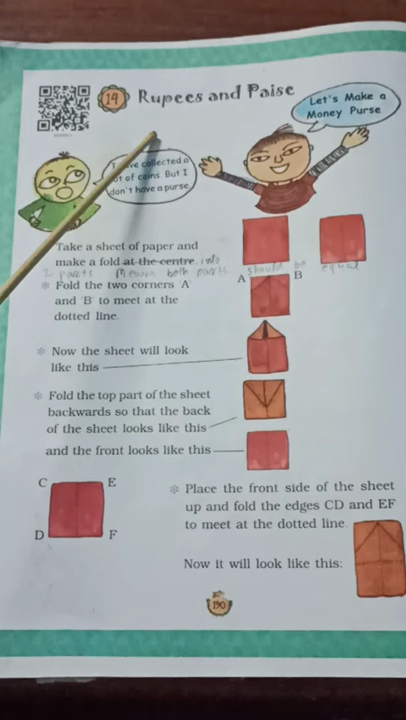 14 Rupees and Paise
Let's Make a
Money Purse
I have collected a
lot of coins. But I
don't have a purse
Take a sheet of paper and
make a fold at the centre. into
2 parts Means both parts should be equal
A B
* Fold the two corners 'A'
and 'B' to meet at the
dotted line.
* Now the sheet will look
like this
* Fold the top part of the sheet
backwards so that the back
of the sheet looks like this
and the front looks like this
C E
D F
* Place the front side of the sheet
up and fold the edges CD and EF
to meet at the dotted line.
Now it will look like this:
190